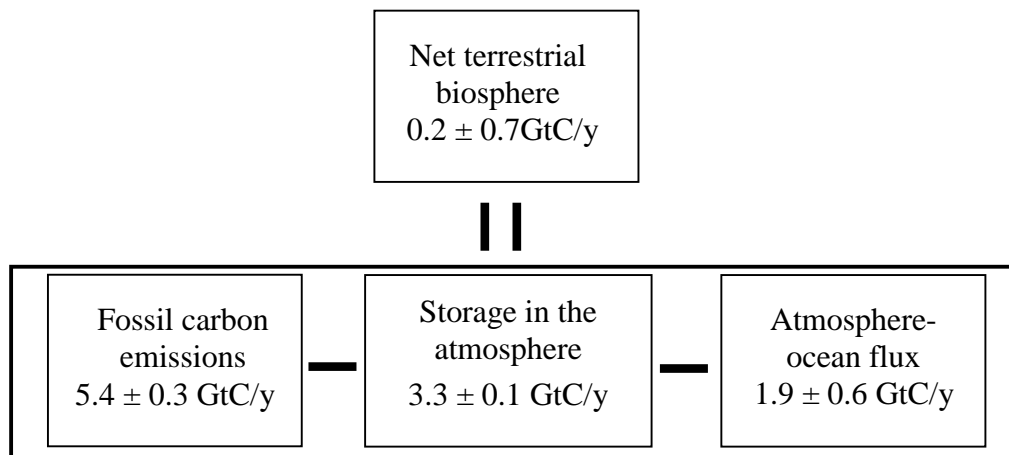 Net terrestrial
biosphere
0.2 ± 0.7GtC/y
Fossil carbon
emissions
5.4 ± 0.3 GtC/y
Storage in the
atmosphere
3.3 ± 0.1 GtC/y
Atmosphere-
ocean flux
1.9 ± 0.6 GtC/y